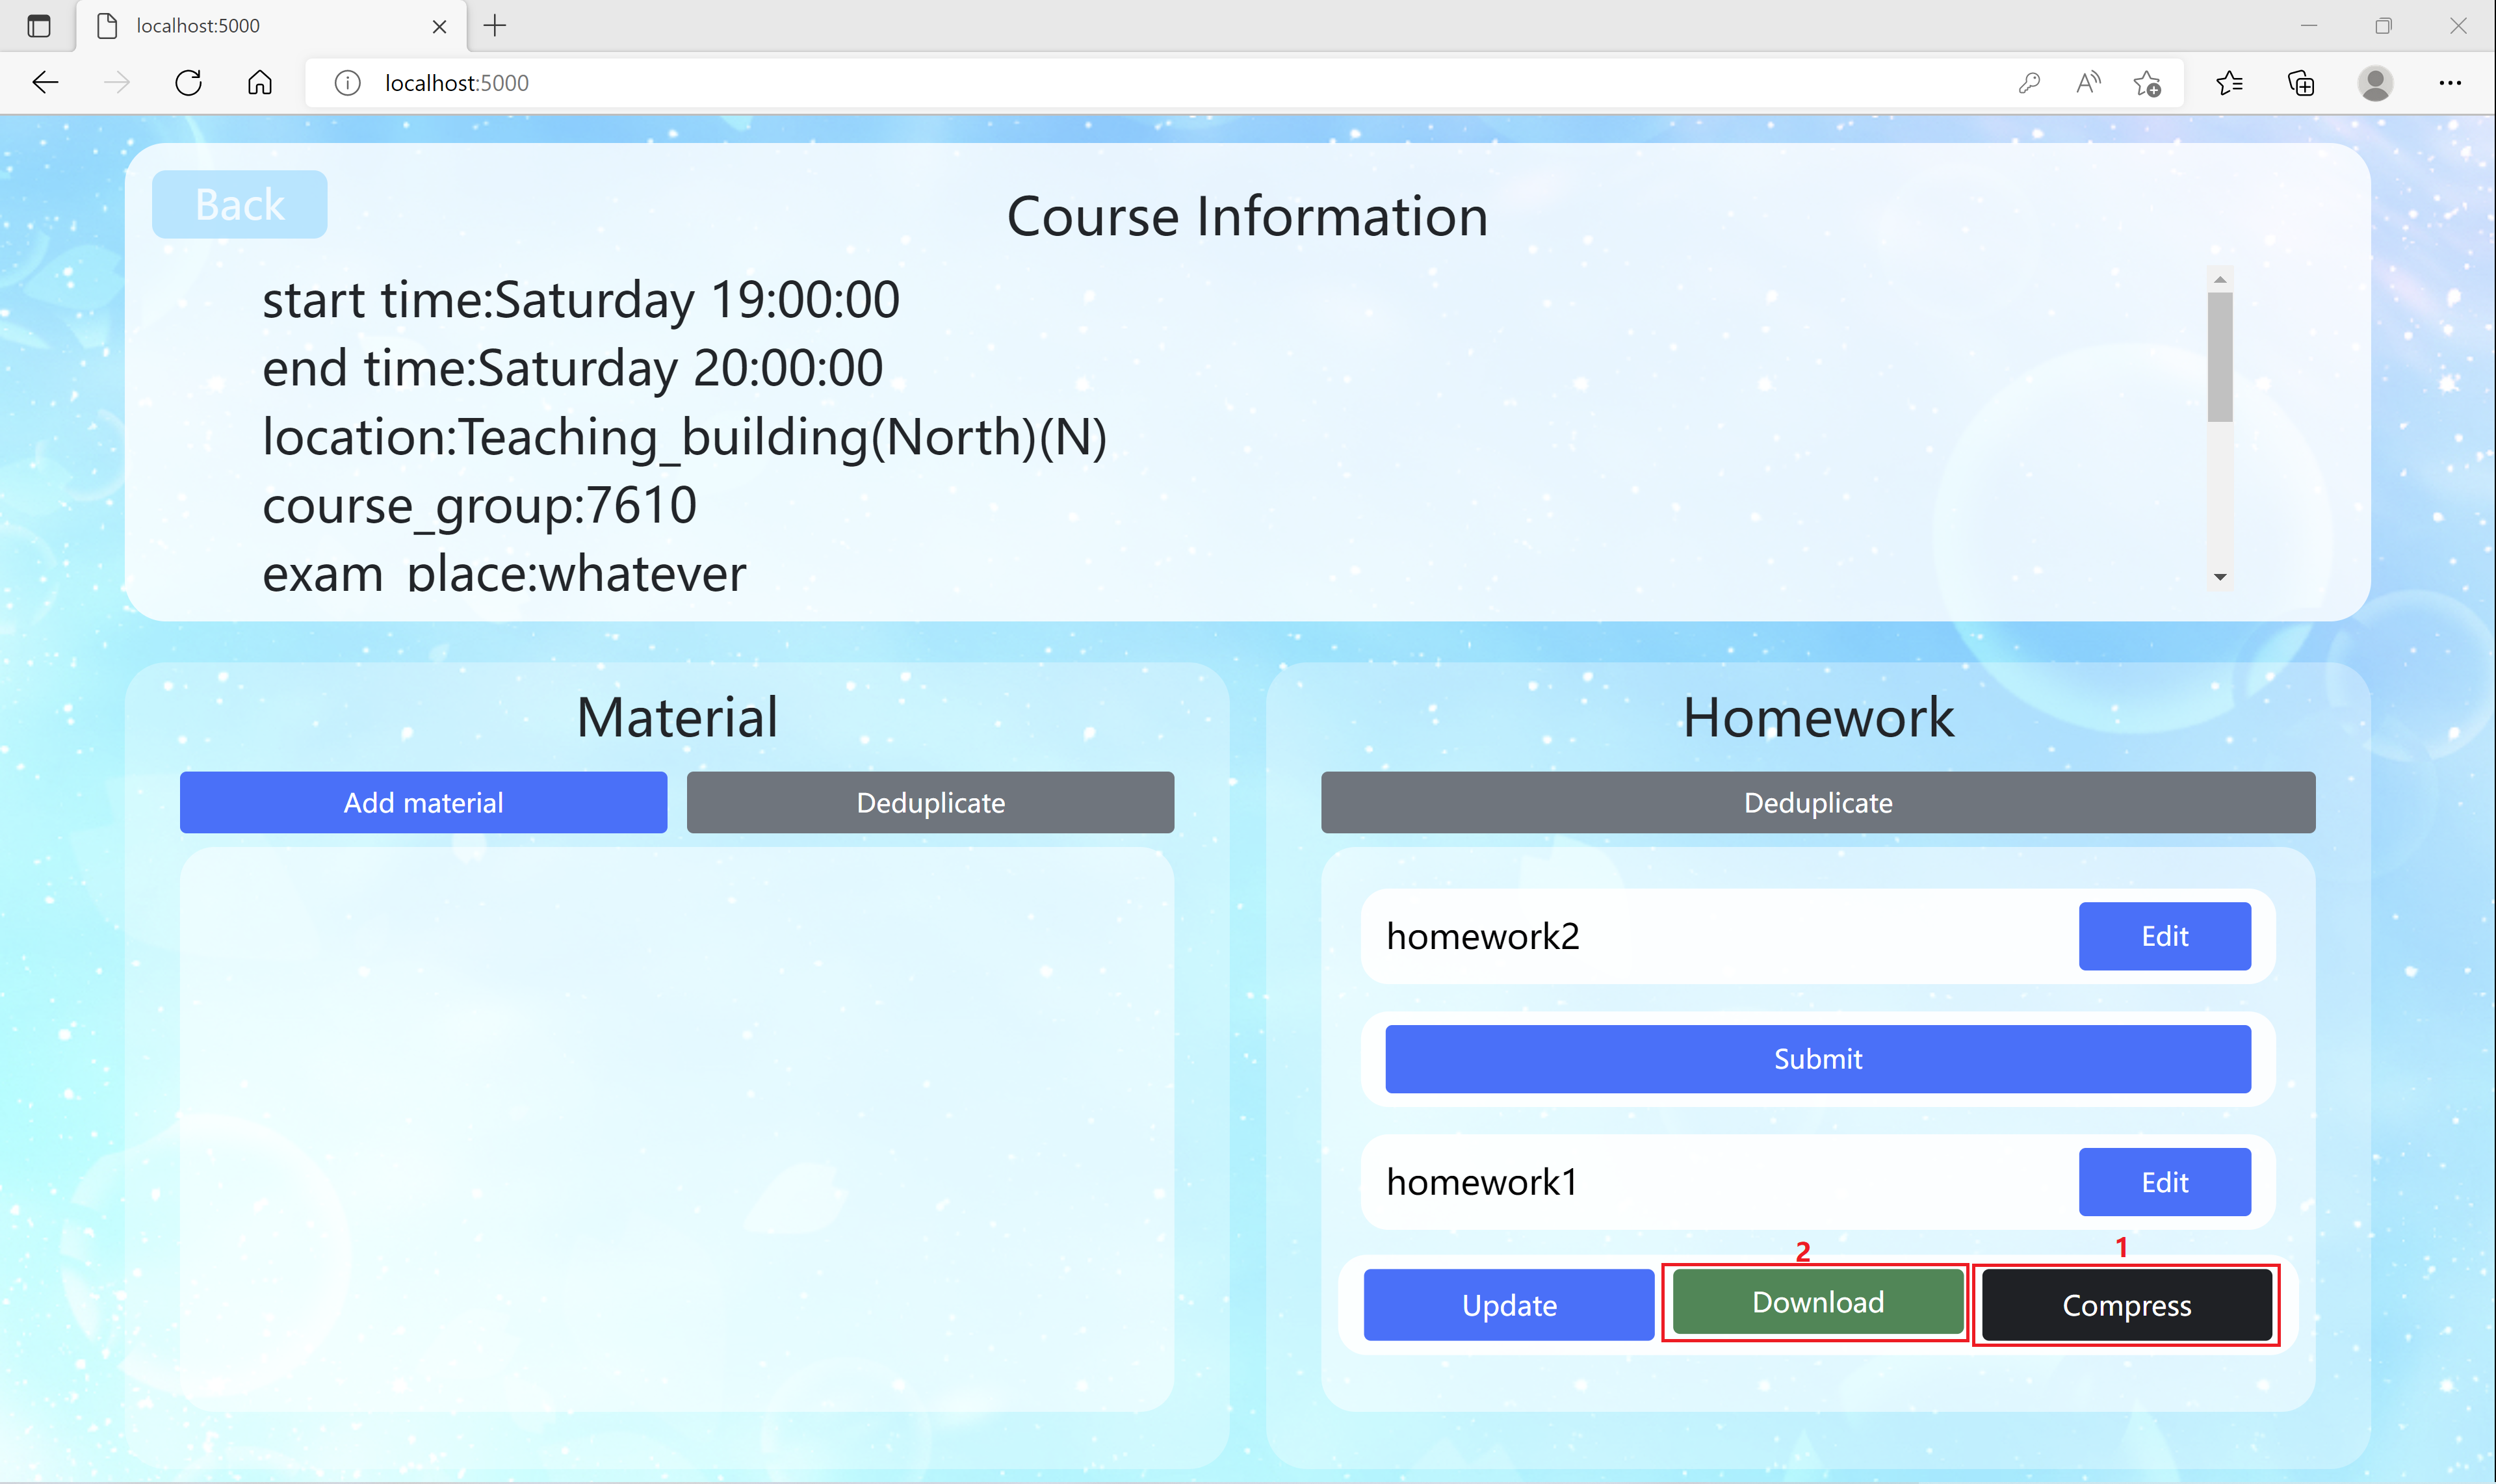 localhost:5000
localhost:5000
Back
Course Information
start time:Saturday 19:00:00
end time:Saturday 20:00:00
location:Teaching_building(North)(N)
course_group:7610
exam_place:whatever
Material
Add material
Deduplicate
Homework
Deduplicate
homework2
Edit
Submit
homework1
Edit
2
1
Update
Download
Compress